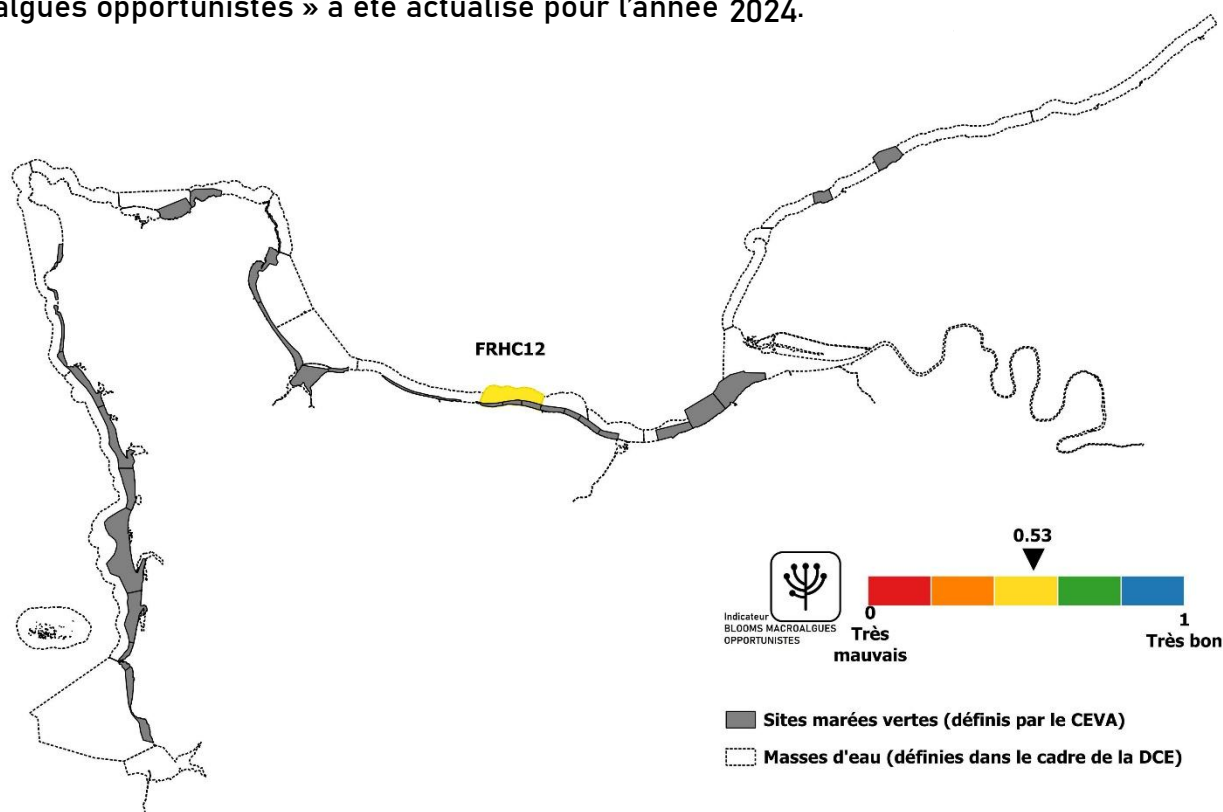 algues opportunistes » a été actualisé pour l'année 2024.
FRHC12
0.53
Indicateur
BLOOMS MACROALGUES
OPPORTUNISTES
0
Très
mauvais
1
Très bon
Sites marées vertes (définis par le CEVA)
Masses d'eau (définies dans le cadre de la DCE)